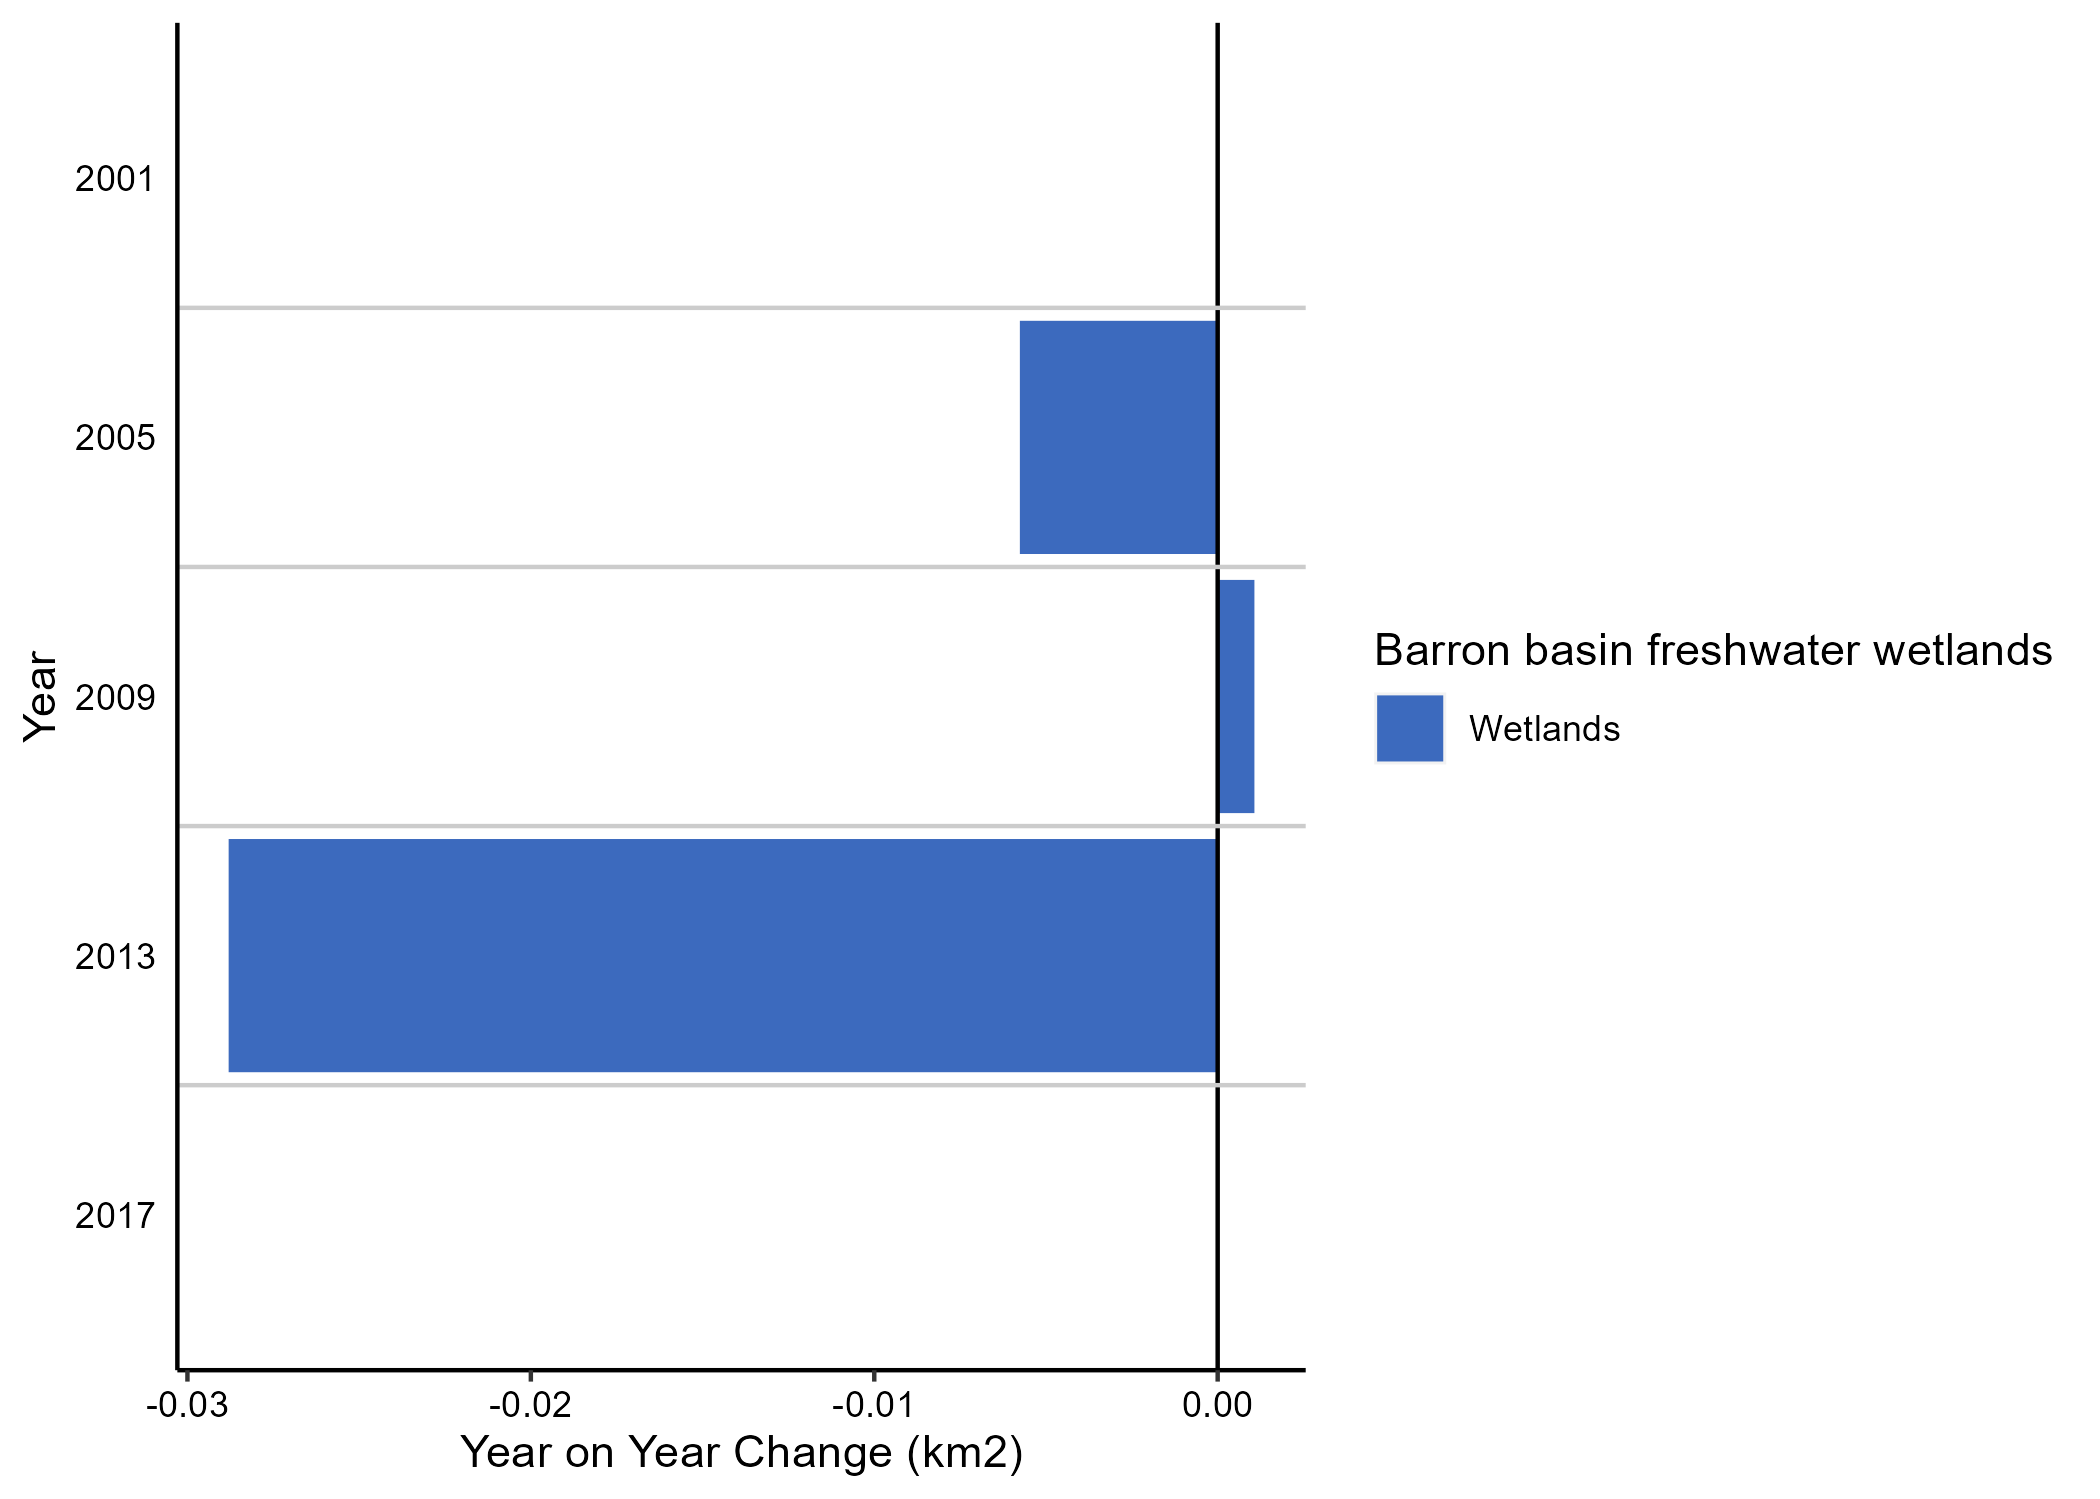 Year
2001
2005
2009
2013
2017
-0.03
-0.02
-0.01
0.00
Year on Year Change (km2)
Barron basin freshwater wetlands
Wetlands